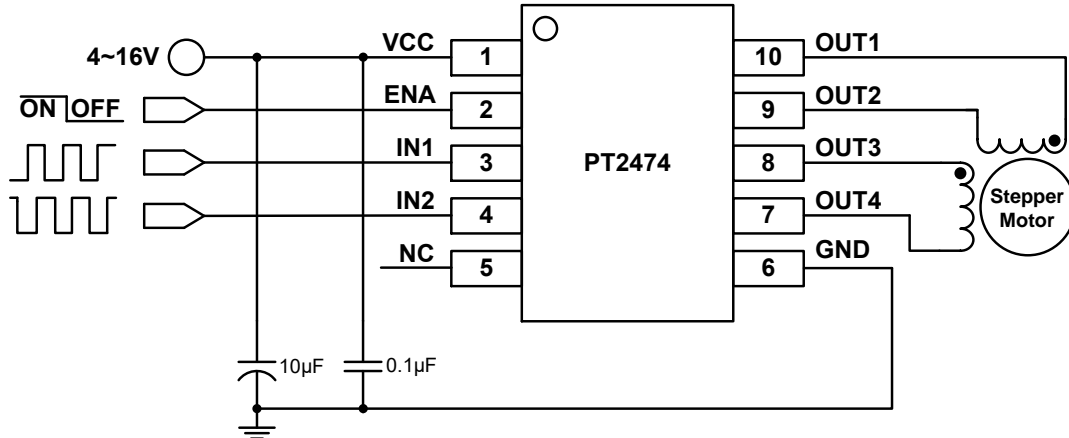 4~16V
VCC
1
10
OUT1
ON OFF
ENA
2
9
OUT2
IN1
3
PT2474
8
OUT3
IN2
4
7
OUT4
Stepper
Motor
NC
5
6
GND
10µF
0.1µF